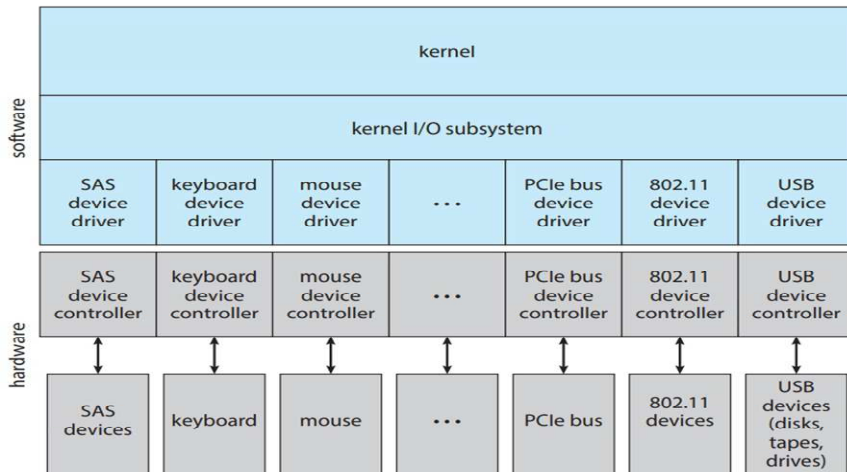 software
kernel
kernel I/O subsystem
SAS
device
driver
keyboard
device
driver
mouse
device
driver
...
PCIe bus
device
driver
802.11
device
driver
USB
device
driver
hardware
SAS
device
controller
keyboard
device
controller
mouse
device
controller
...
PCIe bus
device
controller
802.11
device
controller
USB
device
controller
SAS
devices
keyboard
mouse
...
PCIe bus
802.11
devices
USB
devices
(disks,
tapes,
drives)